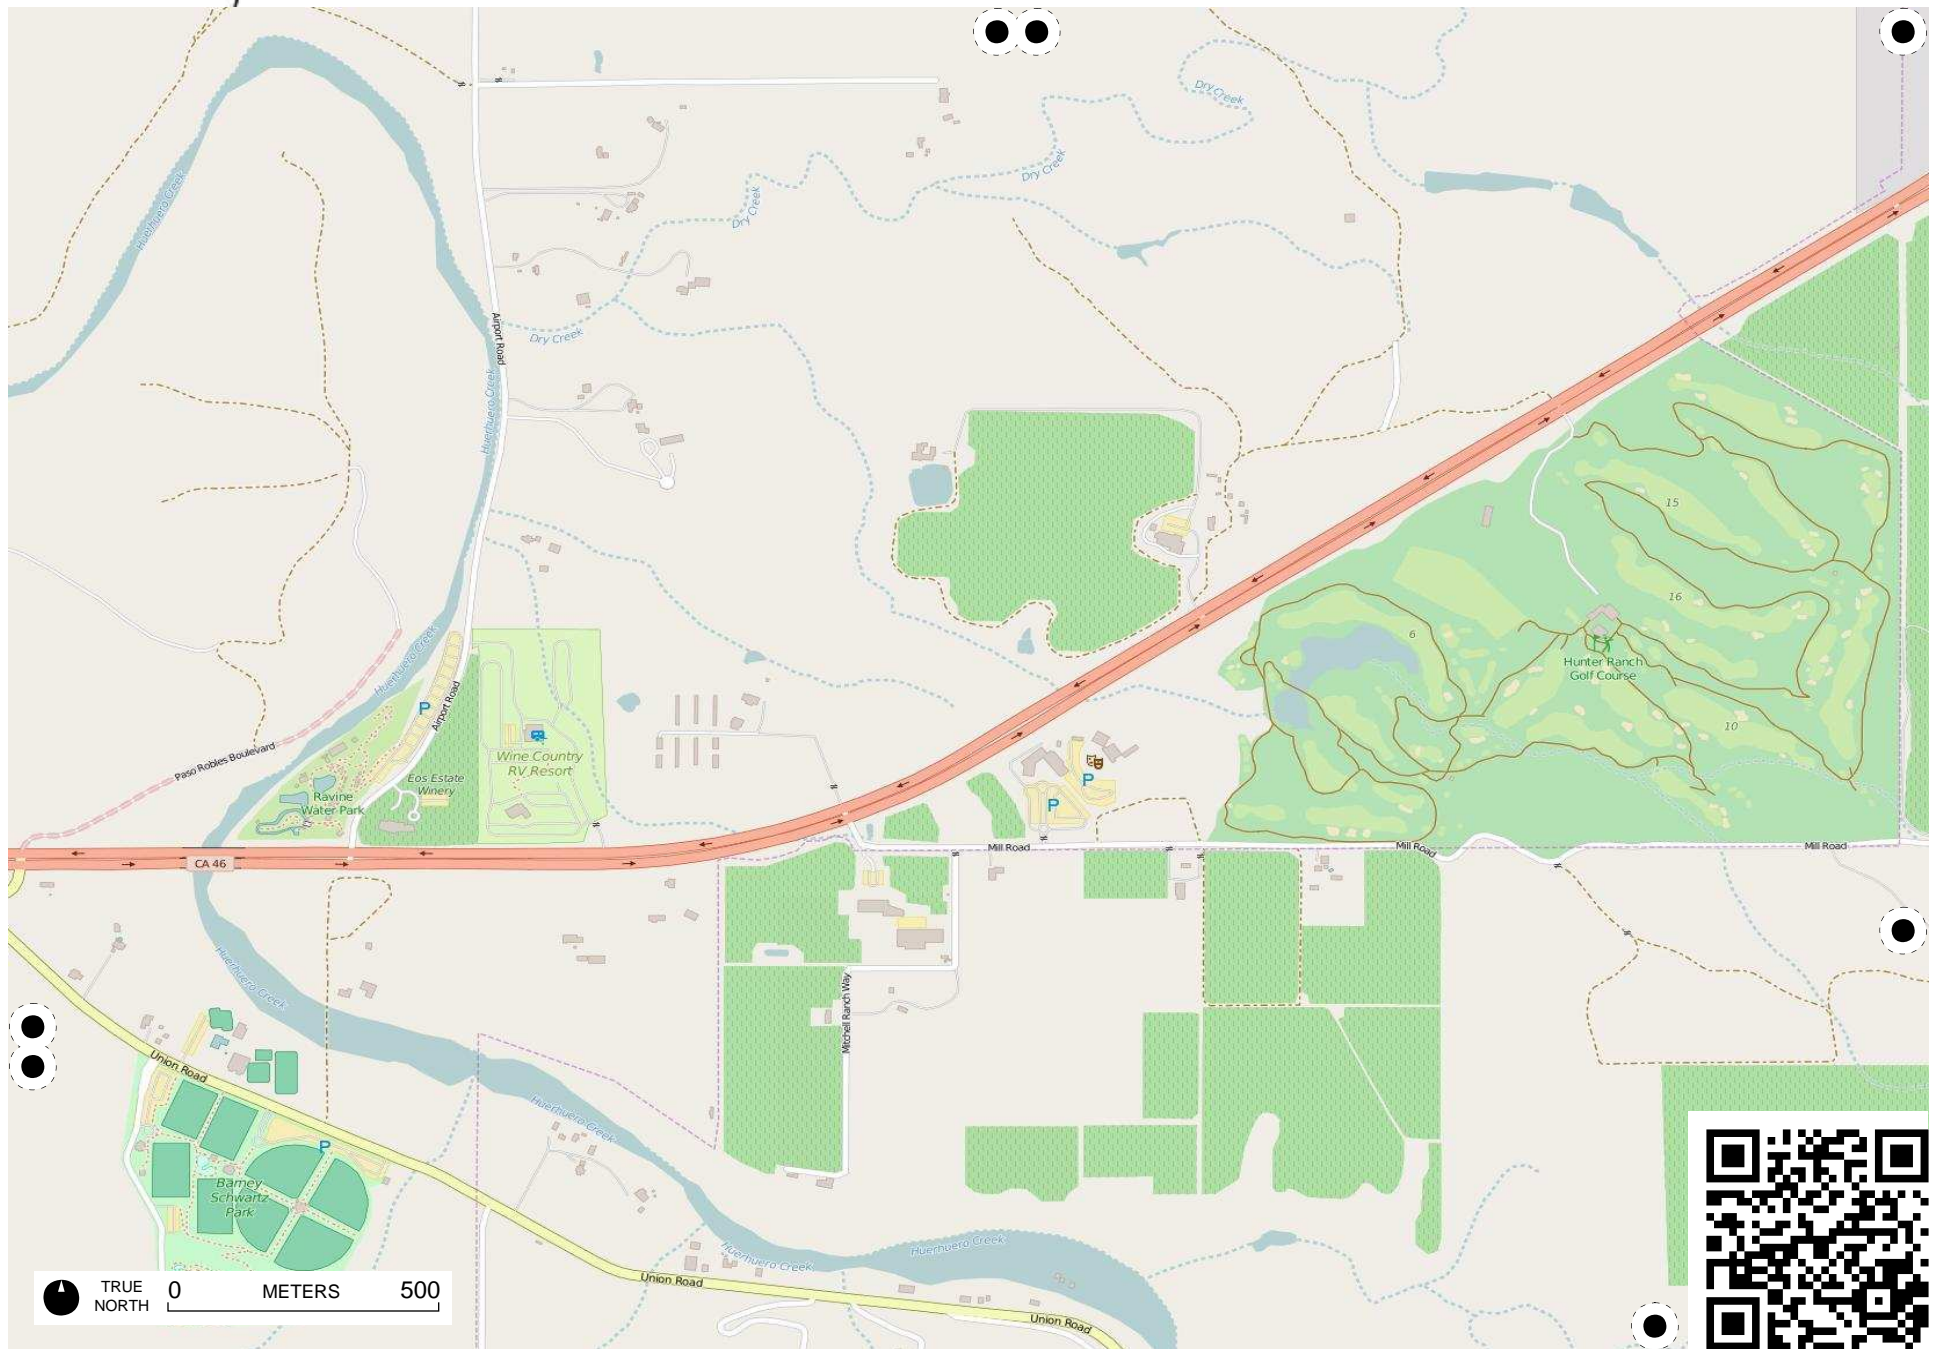 Dry Creek
Huerhuero Creek
Dry Creek
Dry Creek
Airport Road
Dry Creek
Huerhuero Creek
15
16
6
Hunter Ranch
Golf Course
Huerhuero Creek
P
Airport Road
10
Paso Robles Boulevard
Wine Country
RV Resort
Eos Estate
Winery
P
P
Ravine
Water Park
Mill Road
Mill Road
Mill Road
CA 46
Huerhuero Creek
Mitchell Ranch Way
Union Road
Huerhuero Creek
P
Barney
Schwartz
Park
Huerhuero Creek
Huerhuero Creek
Union Road
Union Road
TRUE
NORTH
0 METERS 500